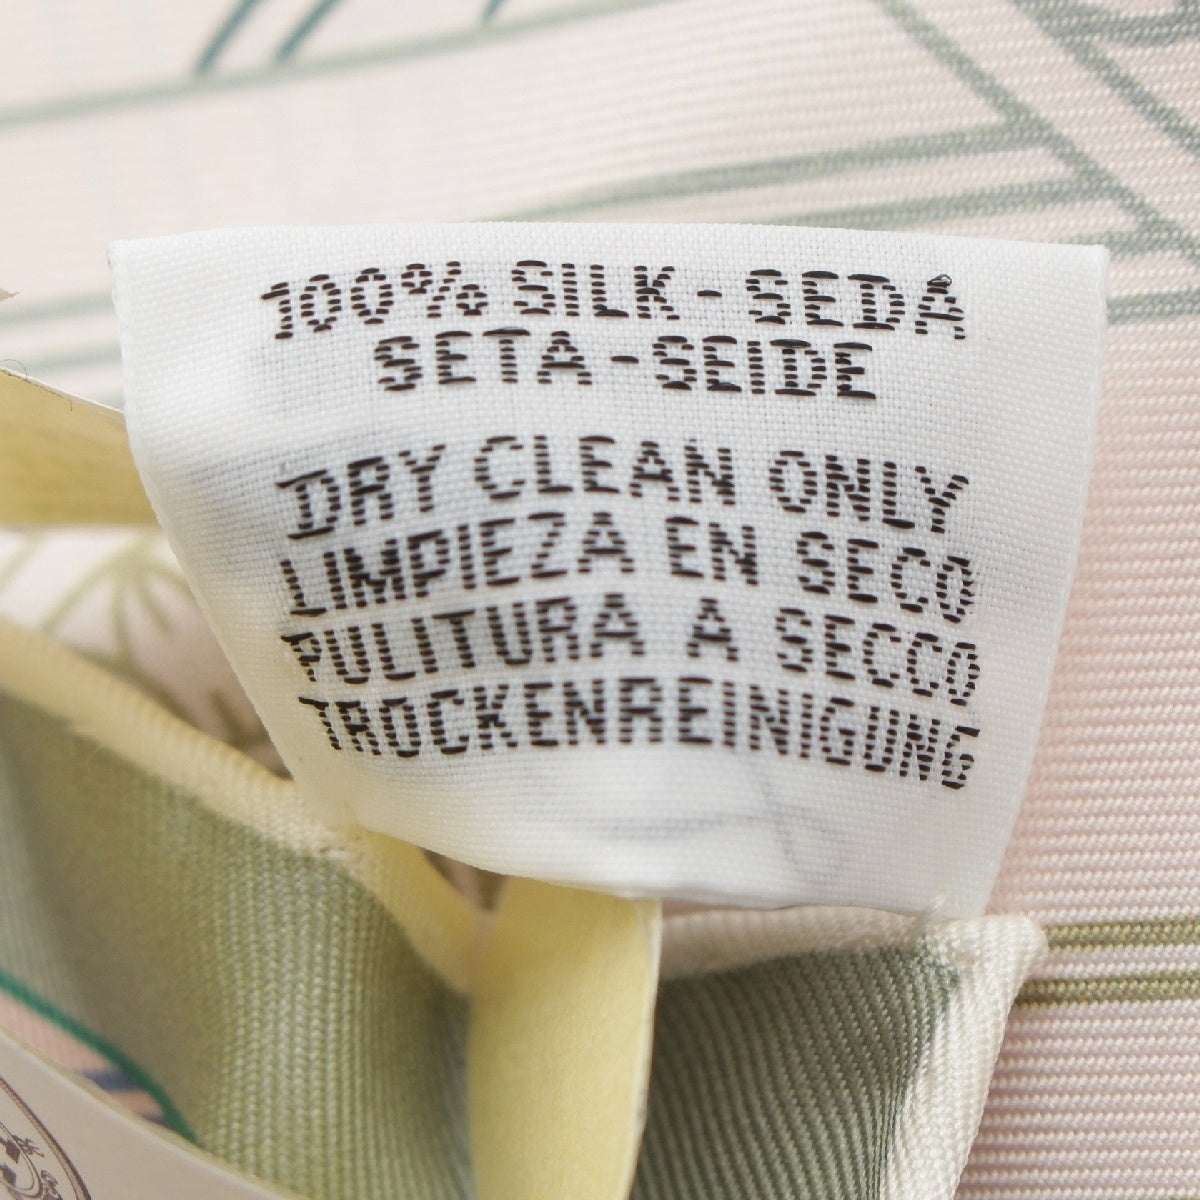 100% SILK - SEDA
SETA - SEIDE
DRY CLEAN ONLY
LIMPIEZA EN SECO
PULITURA A SECCO
TROCKENREINIGUNG